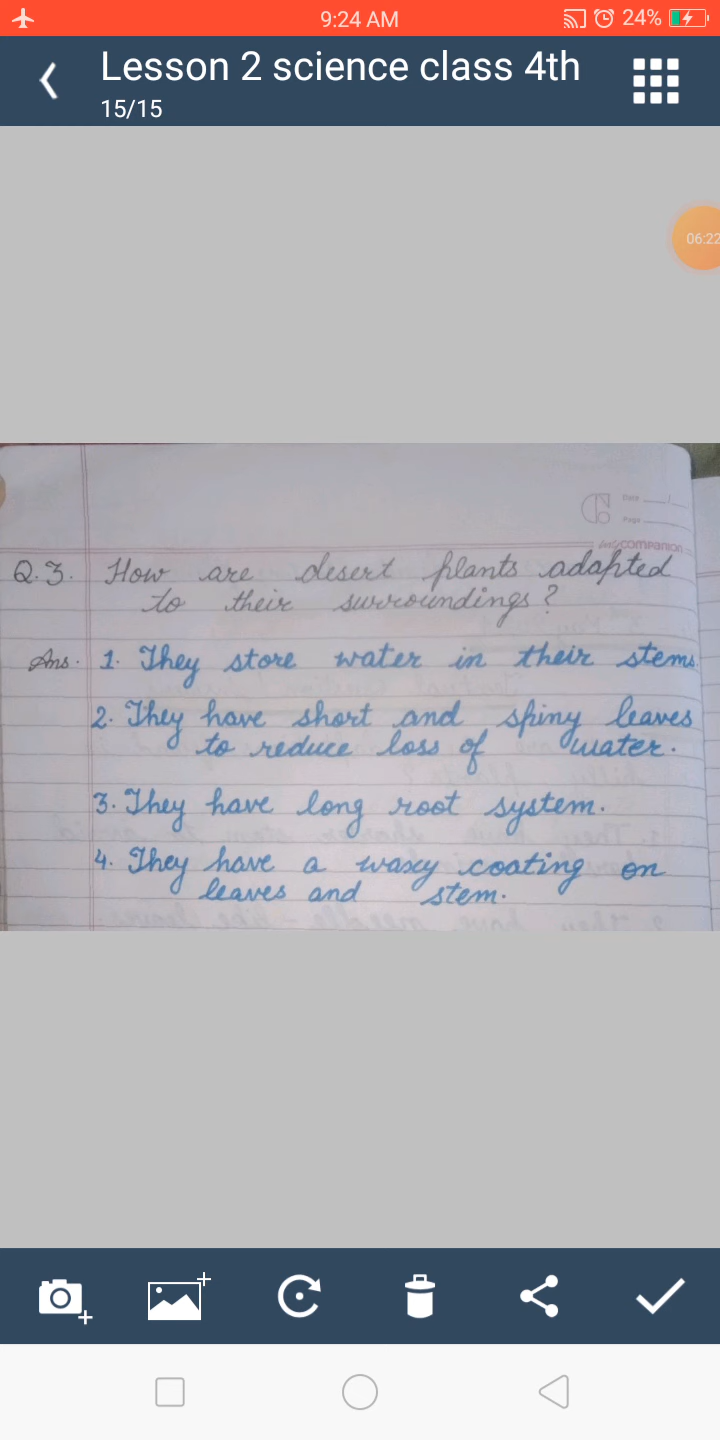 9:24 AM
24%
Lesson 2 science class 4th
15/15
06:22
Date
Page
companion
Q.3. How are desert plants adapted
to their surroundings?
Ans. 1. They store water in their stems.
2. They have short and spiny leaves
to reduce loss of water.
3. They have long root system.
4. They have a waxy coating on
leaves and stem.